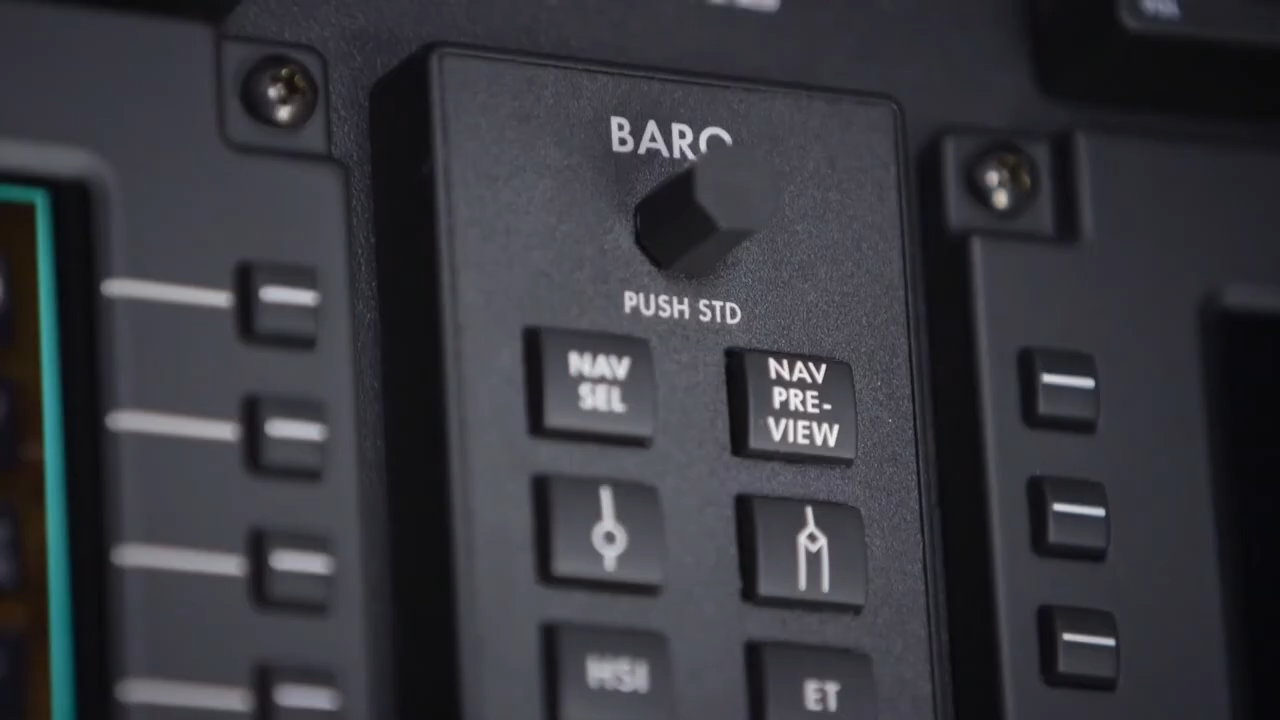 BARO
PUSH STD
NAV
SEL
NAV
PRE-
VIEW
HSI
ET